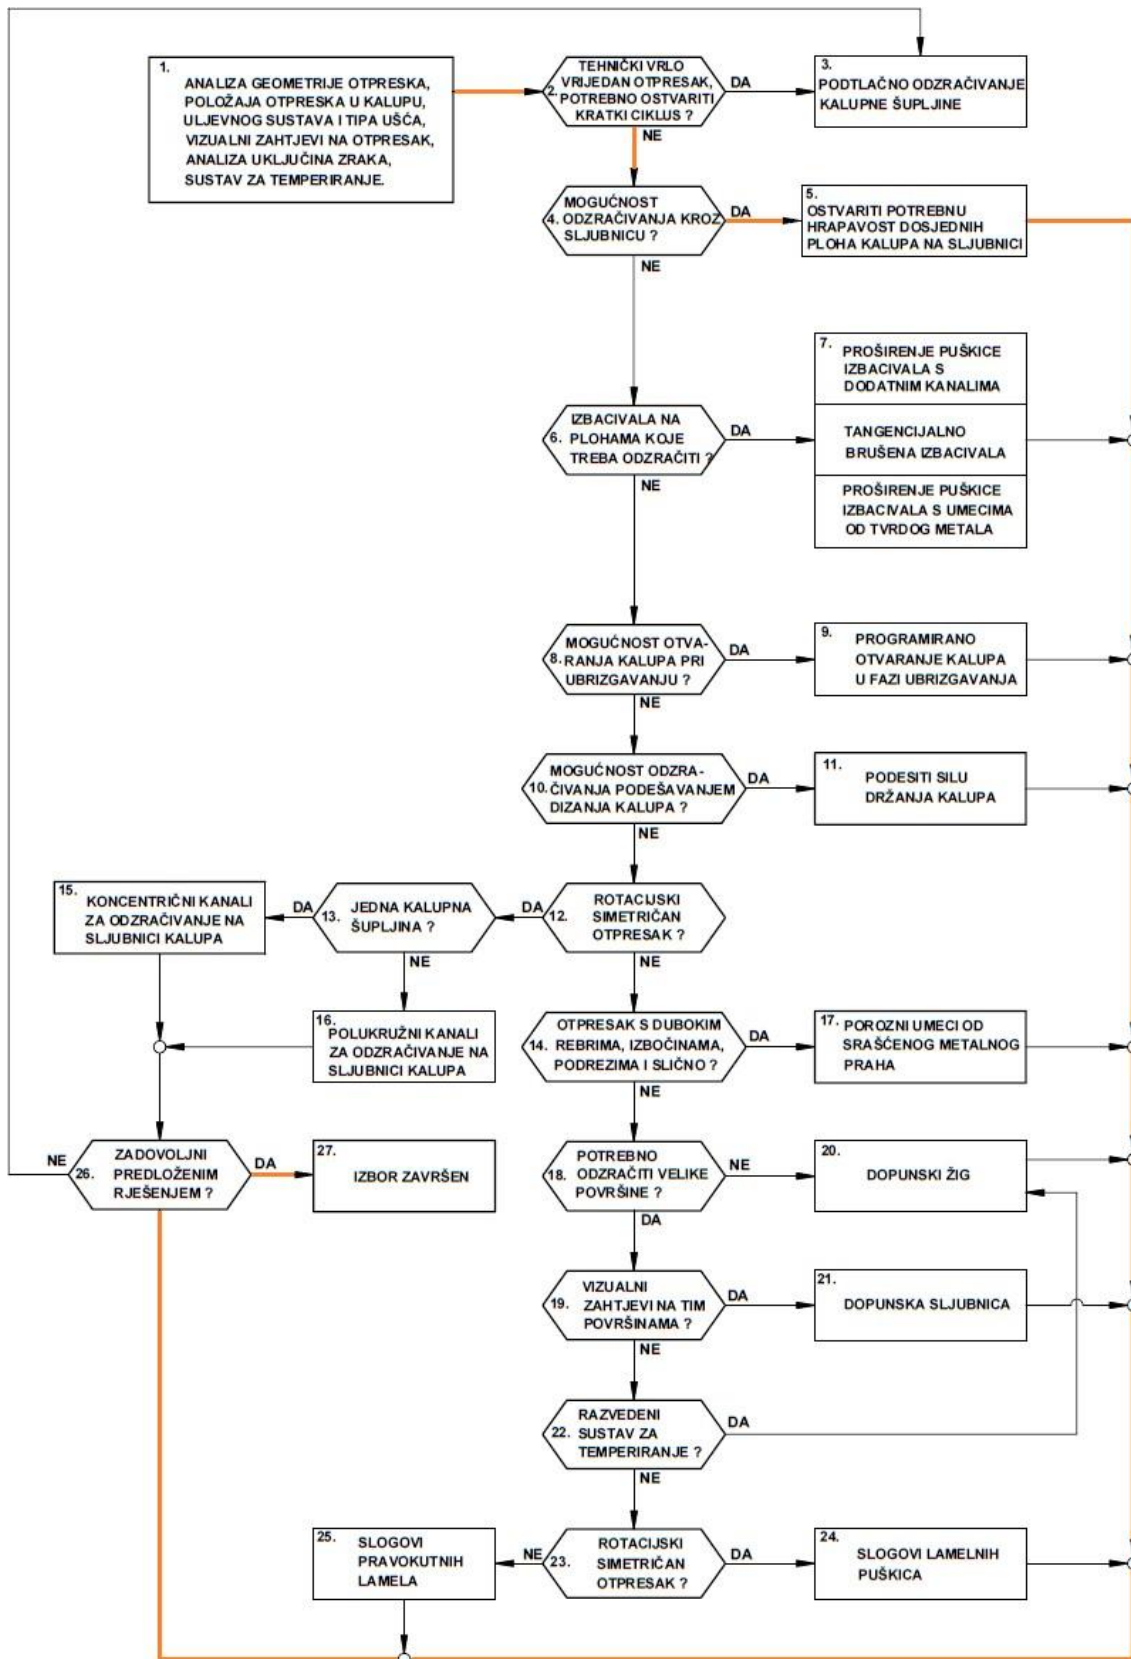 1.
ANALIZA GEOMETRIJE OTPRESKA,
POLOŽAJA OTPRESKA U KALUPU,
ULJEVNOG SUSTAVA I TIPA UŠĆA,
VIZUALNI ZAHTJEVI NA OTPRESAK,
ANALIZA UKLJUČINA ZRAKA,
SUSTAV ZA TEMPERIRANJE.
TEHNIČKI VRLO
VRIJEDAN OTPRESAK,
2. POTREBNO OSTVARITI
KRATKI CIKLUS ?
DA
NE
3.
PODTLAČNO ODZRAČIVANJE
KALUPNE ŠUPLJINE
MOGUĆNOST
4. ODZRAČIVANJA KROZ
SLJUBNICU ?
DA
NE
5.
OSTVARITI POTREBNU
HRAPAVOST DOSJEDNIH
PLOHA KALUPA NA SLJUBNICI
IZBACIVALA NA
6. PLOHAMA KOJE
TREBA ODZRAČITI ?
DA
NE
7. PROŠIRENJE PUŠKICE
IZBACIVALA S
DODATNIM KANALIMA
TANGENCIJALNO
BRUŠENA IZBACIVALA
PROŠIRENJE PUŠKICE
IZBACIVALA S UMECIMA
OD TVRDOG METALA
MOGUĆNOST OTVA-
8. RANJA KALUPA PRI
UBRIZGAVANJU ?
DA
NE
9. PROGRAMIRANO
OTVARANJE KALUPA
U FAZI UBRIZGAVANJA
MOGUĆNOST ODZRA-
10. ČIVANJA PODEŠAVANJEM
DIZANJA KALUPA ?
DA
NE
11. PODESITI SILU
DRŽANJA KALUPA
ROTACIJSKI
12. SIMETRIČAN
OTPRESAK ?
DA
NE
JEDNA KALUPNA
13. ŠUPLJINA ?
DA
NE
15. KONCENTRIČNI KANALI
ZA ODZRAČIVANJE NA
SLJUBNICI KALUPA
16. POLUKRUŽNI KANALI
ZA ODZRAČIVANJE NA
SLJUBNICI KALUPA
OTPRESAK S DUBOKIM
14. REBRIMA, IZBOČINAMA,
PODREZIMA I SLIČNO ?
DA
NE
17. POROZNI UMECI OD
SRAŠĆENOG METALNOG
PRAHA
ZADOVOLJNI
26. PREDLOŽENIM
RJEŠENJEM ?
NE
DA
27.
IZBOR ZAVRŠEN
POTREBNO
18. ODZRAČITI VELIKE
POVRŠINE ?
NE
DA
20.
DOPUNSKI ŽIG
VIZUALNI
19. ZAHTJEVI NA TIM
POVRŠINAMA ?
DA
NE
21.
DOPUNSKA SLJUBNICA
RAZVEDENI
22. SUSTAV ZA
TEMPERIRANJE ?
DA
NE
ROTACIJSKI
23. SIMETRIČAN
OTPRESAK ?
NE
DA
25. SLOGOVI
PRAVOKUTNIH
LAMELA
24.
SLOGOVI LAMELNIH
PUŠKICA